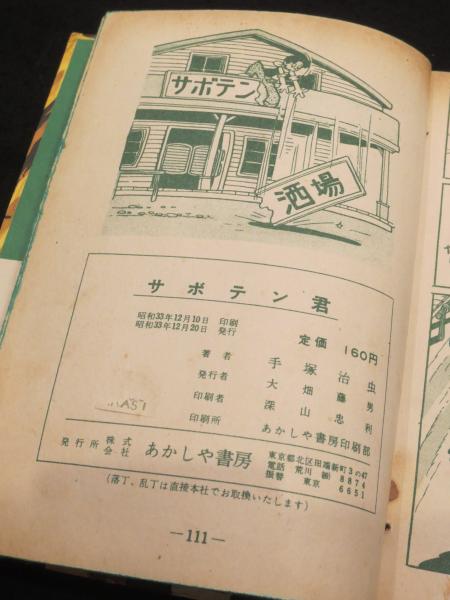 サボテン
酒場
サボテン君
昭和33年12月10日 印刷
昭和33年12月20日 発行
定価 160円
著者 手塚治虫
発行者 大畑藤男
印刷者 深山忠利
印刷所 あかしや書房印刷部
発行所 株式会社 あかしや書房
東京都北区田端新町3の47
電話 荒川 ㈱ 8874
振替 東京 6651
(落丁、乱丁は直接本社でお取換いたします)
—111—